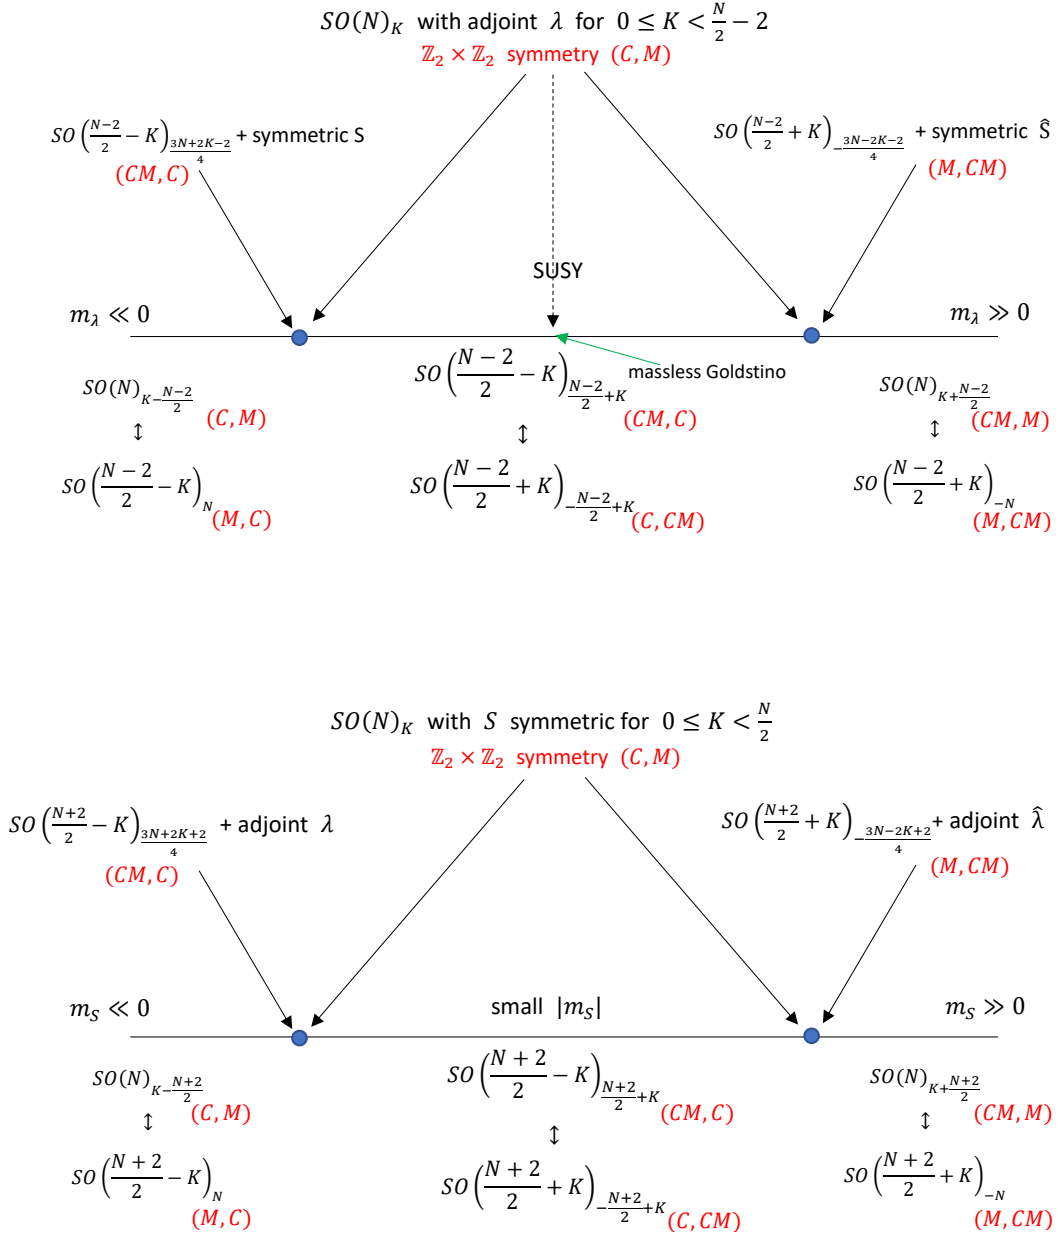 SO(N)_K with adjoint λ for 0 ≤ K < N/2 − 2
ℤ₂ × ℤ₂ symmetry (C, M)
SO((N−2)/2 − K)_{(3N+2K−2)/4} + symmetric S
(CM, C)
SO((N−2)/2 + K)_{−(3N−2K−2)/4} + symmetric Ŝ
(M, CM)
SUSY
m_λ ≪ 0
m_λ ≫ 0
massless Goldstino
SO(N)_{K−(N−2)/2} (C, M)
↕
SO((N−2)/2 − K)_N (M, C)
SO((N−2)/2 − K)_{(N−2)/2+K} (CM, C)
↕
SO((N−2)/2 + K)_{−(N−2)/2+K} (C, CM)
SO(N)_{K+(N−2)/2} (CM, M)
↕
SO((N−2)/2 + K)_{−N} (M, CM)
SO(N)_K with S symmetric for 0 ≤ K < N/2
ℤ₂ × ℤ₂ symmetry (C, M)
SO((N+2)/2 − K)_{(3N+2K+2)/4} + adjoint λ
(CM, C)
SO((N+2)/2 + K)_{−(3N−2K+2)/4} + adjoint λ̂
(M, CM)
m_S ≪ 0
small |m_S|
m_S ≫ 0
SO(N)_{K−(N+2)/2} (C, M)
↕
SO((N+2)/2 − K)_N (M, C)
SO((N+2)/2 − K)_{(N+2)/2+K} (CM, C)
↕
SO((N+2)/2 + K)_{−(N+2)/2+K} (C, CM)
SO(N)_{K+(N+2)/2} (CM, M)
↕
SO((N+2)/2 + K)_{−N} (M, CM)